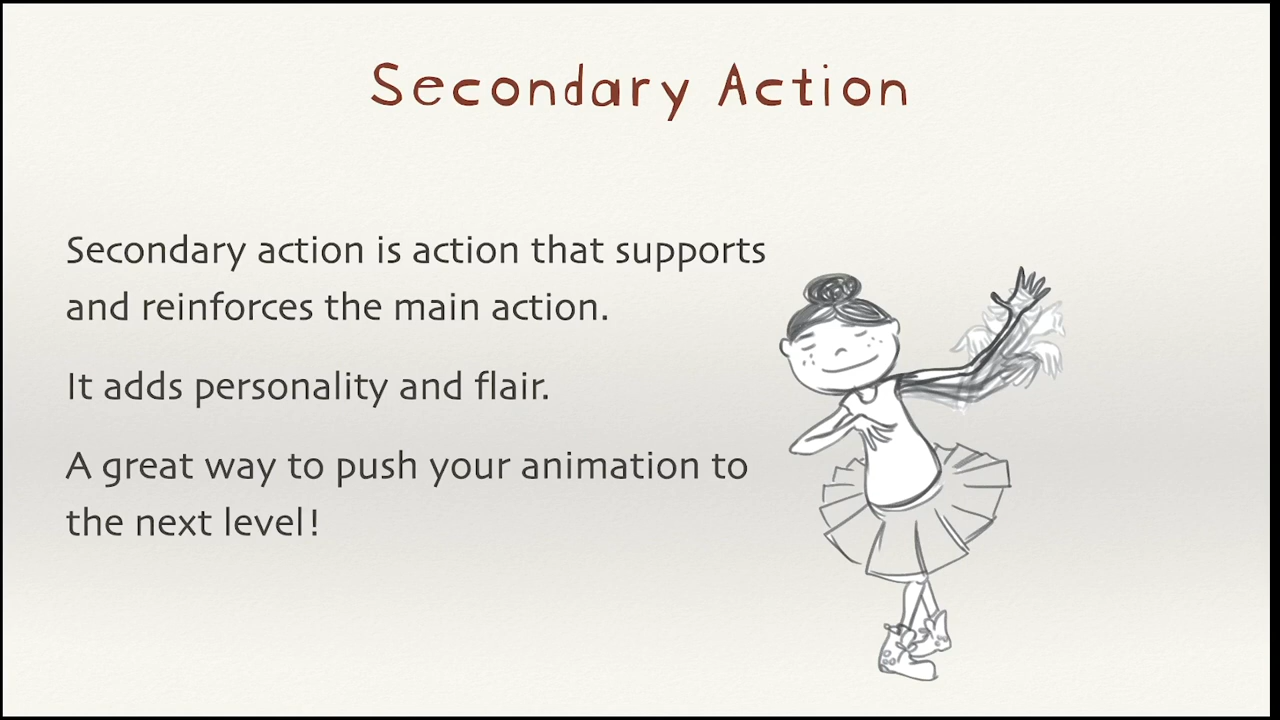 Secondary Action
Secondary action is action that supports
and reinforces the main action.
It adds personality and flair.
A great way to push your animation to
the next level!